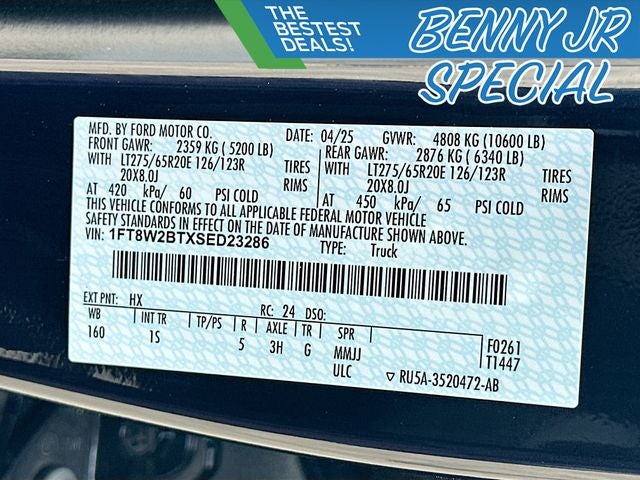 THE
BESTEST
DEALS!
BENNY JR
SPECIAL
MFD. BY FORD MOTOR CO. DATE: 04/25 GVWR: 4808 KG (10600 LB)
FRONT GAWR: 2359 KG ( 5200 LB) REAR GAWR: 2876 KG ( 6340 LB)
WITH LT275/65R20E 126/123R TIRES WITH LT275/65R20E 126/123R TIRES
20X8.0J RIMS 20X8.0J RIMS
AT 420 kPa/ 60 PSI COLD AT 450 kPa/ 65 PSI COLD
THIS VEHICLE CONFORMS TO ALL APPLICABLE FEDERAL MOTOR VEHICLE
SAFETY STANDARDS IN EFFECT ON THE DATE OF MANUFACTURE SHOWN ABOVE
VIN: 1FT8W2BTXSED23286 TYPE: Truck
EXT PNT: HX RC: 24 DSO:
WB INT TR TP/PS R AXLE TR SPR
160 1S 5 3H G MMJJ
ULC
F0261
T1447
▽ RU5A-3520472-AB